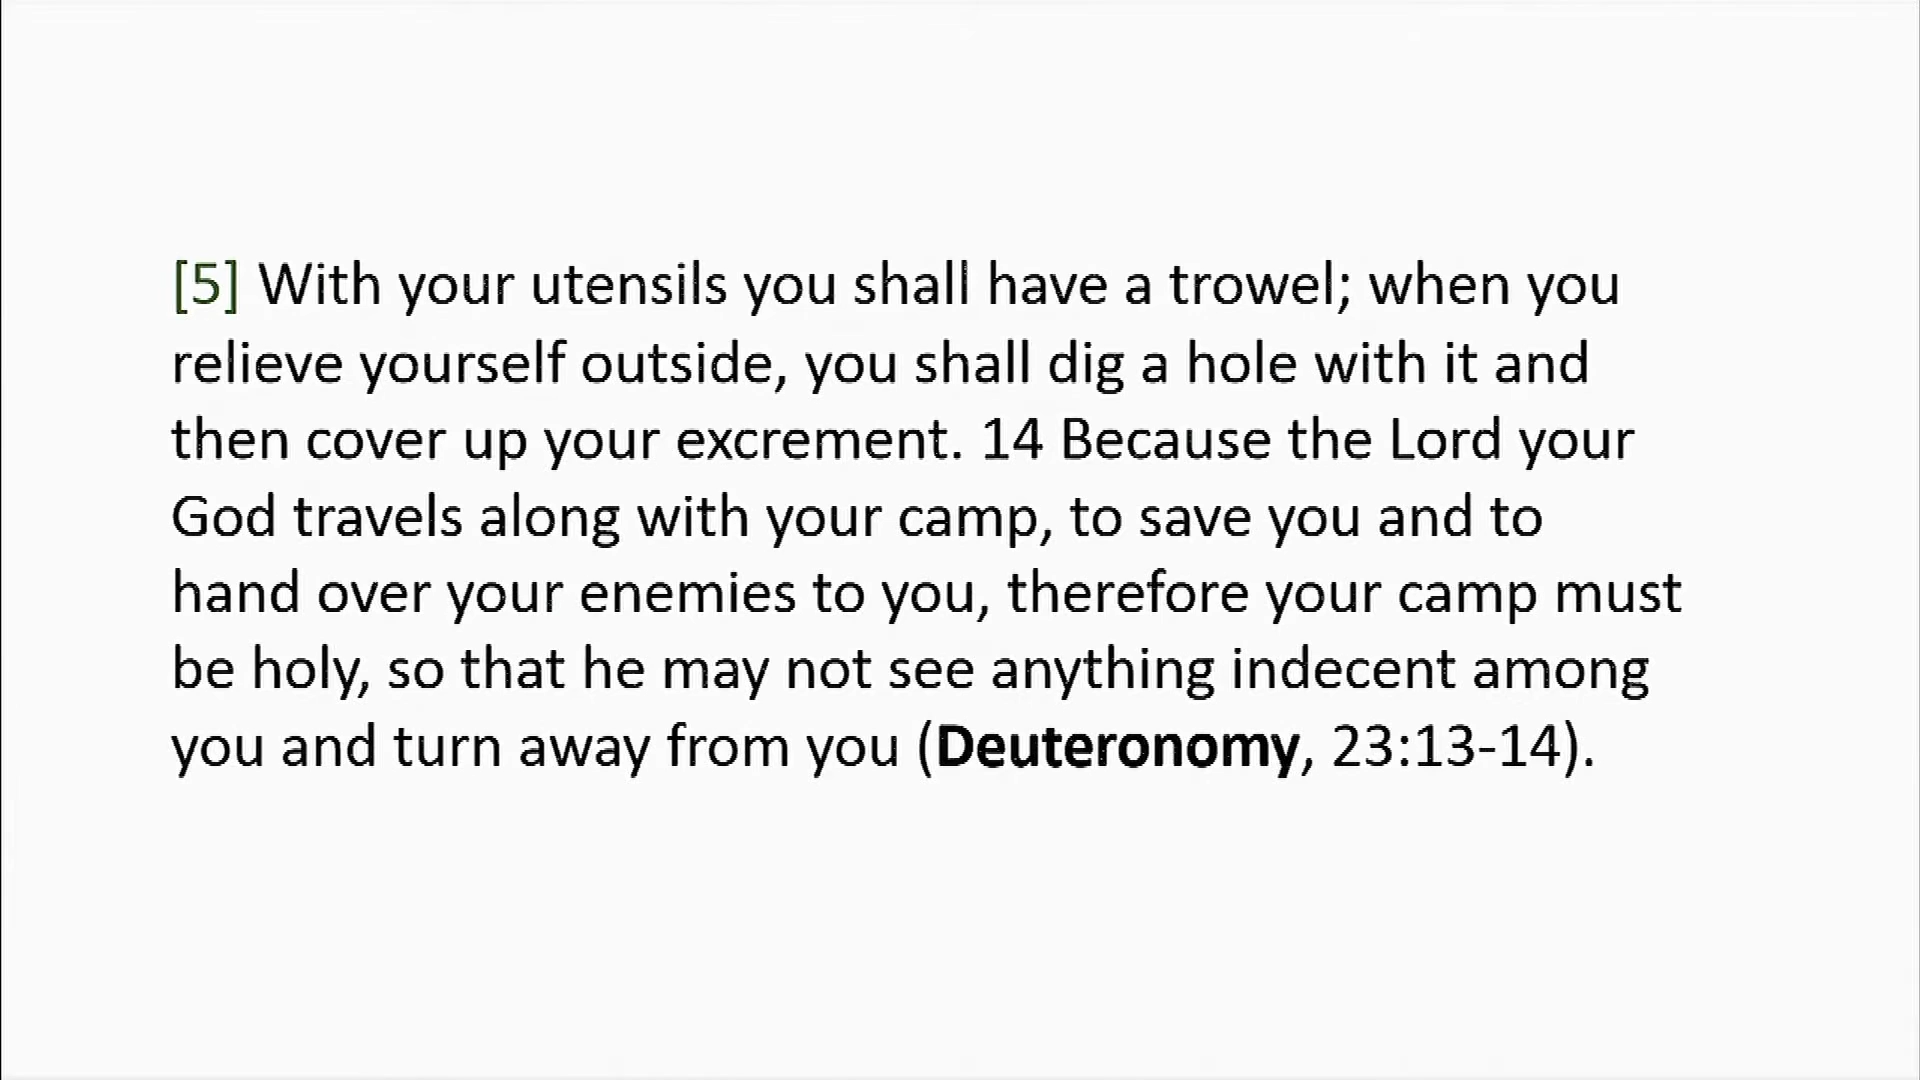 [5] With your utensils you shall have a trowel; when you
relieve yourself outside, you shall dig a hole with it and
then cover up your excrement. 14 Because the Lord your
God travels along with your camp, to save you and to
hand over your enemies to you, therefore your camp must
be holy, so that he may not see anything indecent among
you and turn away from you (Deuteronomy, 23:13-14).